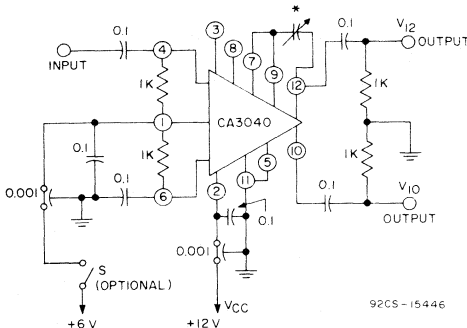 *
0.1
3
8
7
0.1
V12
OUTPUT
4
INPUT
9
12
1K
1K
1
CA3040
0.1
1K
10
1K
5
0.001
0.1
6
2
11
0.1
0.1
V10
OUTPUT
0.001
S
(OPTIONAL)
VCC
+6V
+12V
92CS-15446